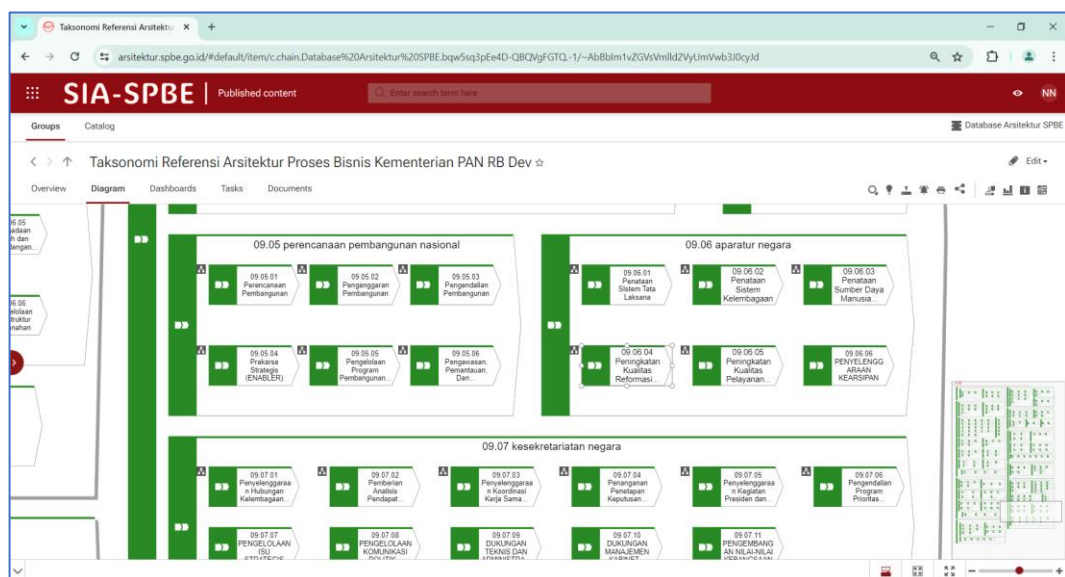 Taksonomi Referensi Arsitektu
arsitektur.spbe.go.id/#default/item/c.chain.Database%20Arsitektur%20SPBE.bqw5sq3pEe4D-QBQVgFGTQ.-1/~AbBbIm1vZGVsVmlld2VyUmVwb3J0cyJd
SIA-SPBE | Published content
Enter search term here
NN
Groups Catalog
Database Arsitektur SPBE
Taksonomi Referensi Arsitektur Proses Bisnis Kementerian PAN RB Dev
Edit
Overview Diagram Dashboards Tasks Documents
09.05 perencanaan pembangunan nasional
09.05.01
Perencanaan
Pembangunan
09.05.02
Penganggaran
Pembangunan
09.05.03
Pengendalian
Pembangunan
09.05.04
Prakarsa
Strategis
(ENABLER)
09.05.05
Pengelolaan
Program
Pembangunan...
09.05.06
Pengawasan,
Pemantauan,
Dan...
09.06 aparatur negara
09.06.01
Penataan
SIstem Tata
Laksana
09.06.02
Penataan
Sistem
Kelembagaan
09.06.03
Penataan
Sumber Daya
Manusia...
09.06.04
Peningkatan
Kualitas
Reformasi...
09.06.05
Peningkatan
Kualitas
Pelayanan...
09.06.06
PENYELENGG
ARAAN
KEARSIPAN
09.07 kesekretariatan negara
09.07.01
Penyelenggaraa
n Hubungan
Kelembagaan...
09.07.02
Pemberian
Analisis
Pendapat...
09.07.03
Penyelenggaraa
n Koordinasi
Kerja Sama...
09.07.04
Penanganan
Penetapan
Keputusan...
09.07.05
Penyelenggaraa
n Kegiatan
Presiden dan...
09.07.06
Pengendalian
Program
Prioritas...
09.07.07
PENGELOLAAN
ISU
STRATEGIS
09.07.08
PENGELOLAAN
KOMUNIKASI
POLITIK
09.07.09
DUKUNGAN
TEKNIS DAN
09.07.10
DUKUNGAN
MANAJEMEN
KABINET
09.07.11
PENGEMBANG
AN NILAI-NILAI
KEBANGSAAN